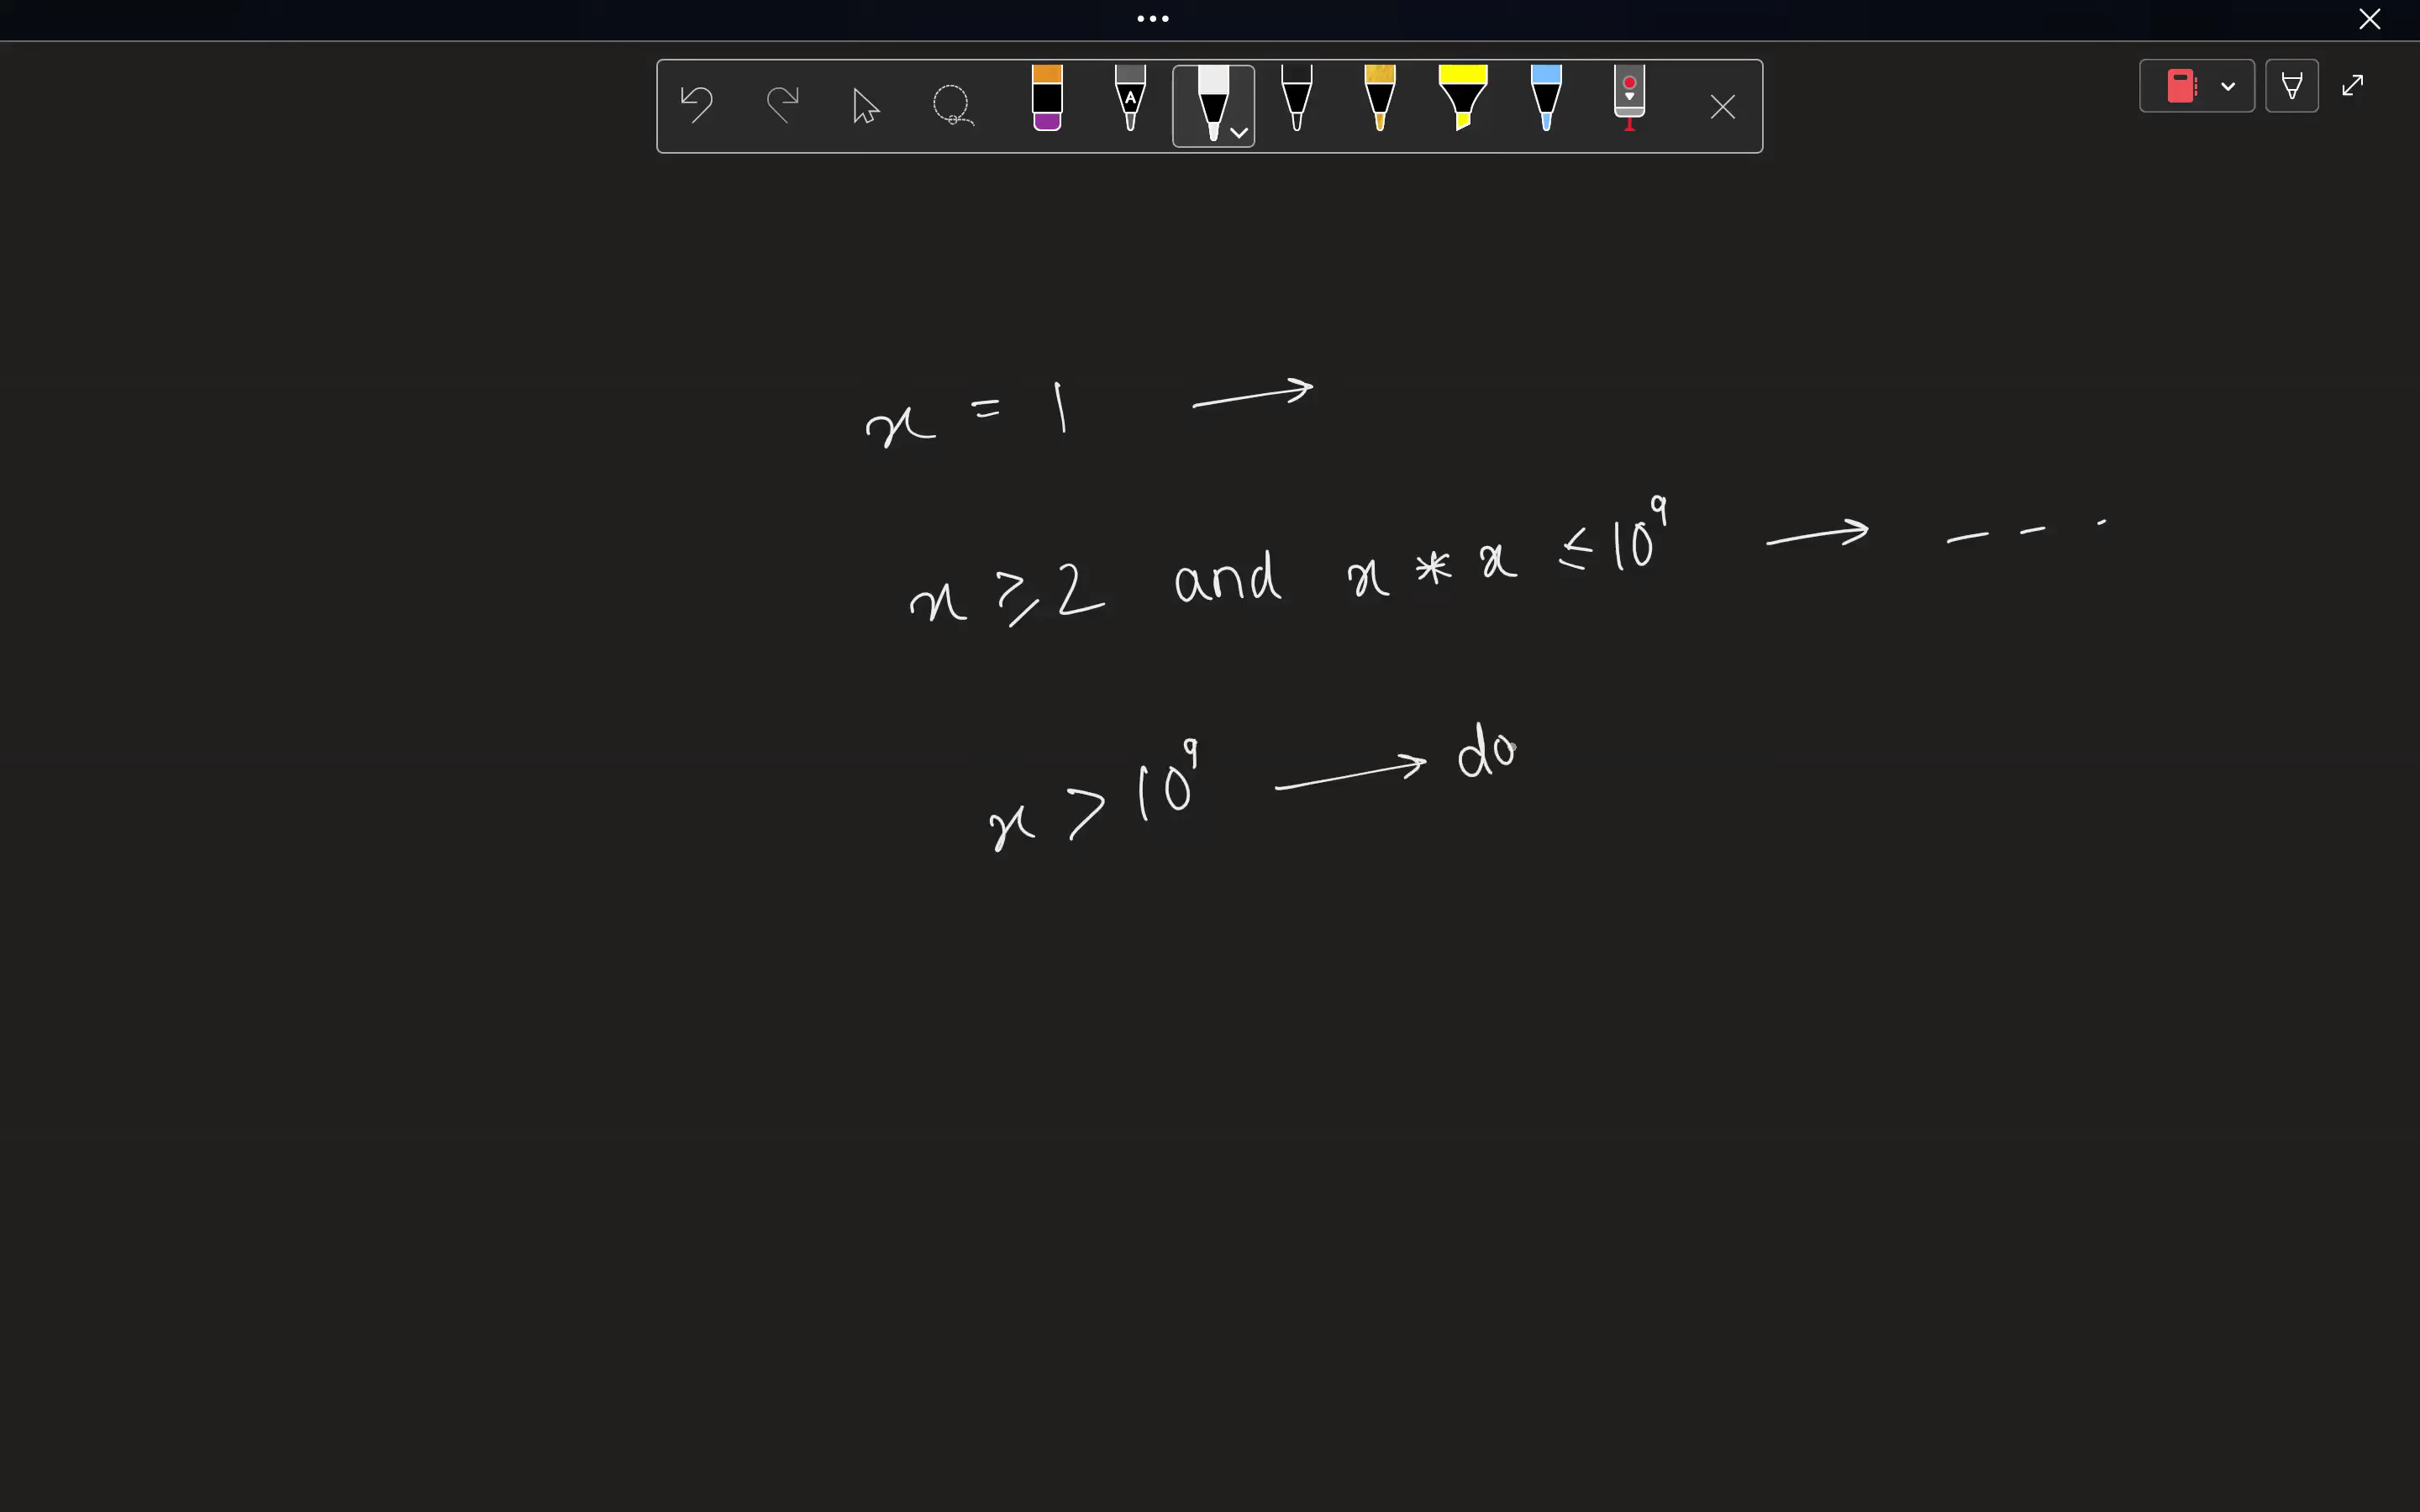 x = 1 →
x ≥ 2 and x * x ≤ 10⁹ → - - -
x > 10⁹ → do